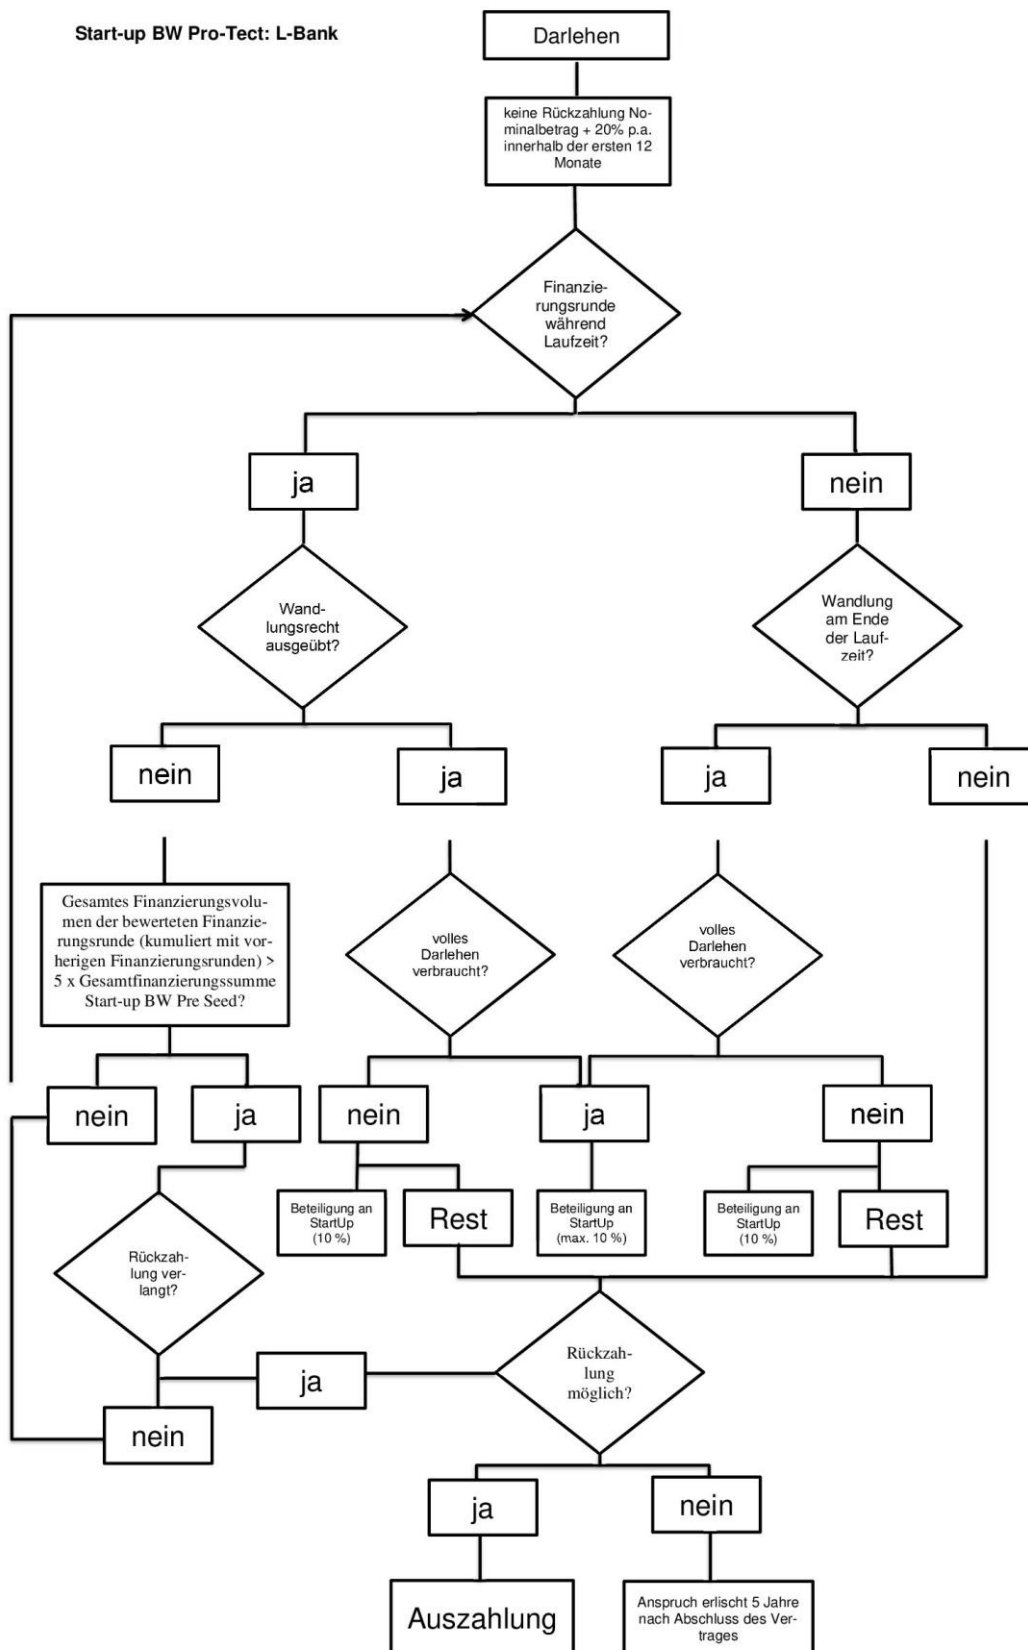 Start-up BW Pro-Tect: L-Bank
Darlehen
keine Rückzahlung No-
minalbetrag + 20% p.a.
innerhalb der ersten 12
Monate
Finanzie-
rungsrunde
während
Laufzeit?
ja
nein
Wand-
lungsrecht
ausgeübt?
Wandlung
am Ende
der Lauf-
zeit?
nein
ja
ja
nein
Gesamtes Finanzierungsvolu-
men der bewerteten Finanzie-
rungsrunde (kumuliert mit vor-
herigen Finanzierungsrunden) >
5 x Gesamtfinanzierungssumme
Start-up BW Pre Seed?
volles
Darlehen
verbraucht?
volles
Darlehen
verbraucht?
nein
ja
nein
ja
nein
Beteiligung an
StartUp
(10 %)
Rest
Beteiligung an
StartUp
(max. 10 %)
Beteiligung an
StartUp
(10 %)
Rest
Rückzah-
lung ver-
langt?
Rückzah-
lung
möglich?
ja
nein
ja
nein
Auszahlung
Anspruch erlischt 5 Jahre
nach Abschluss des Ver-
trages